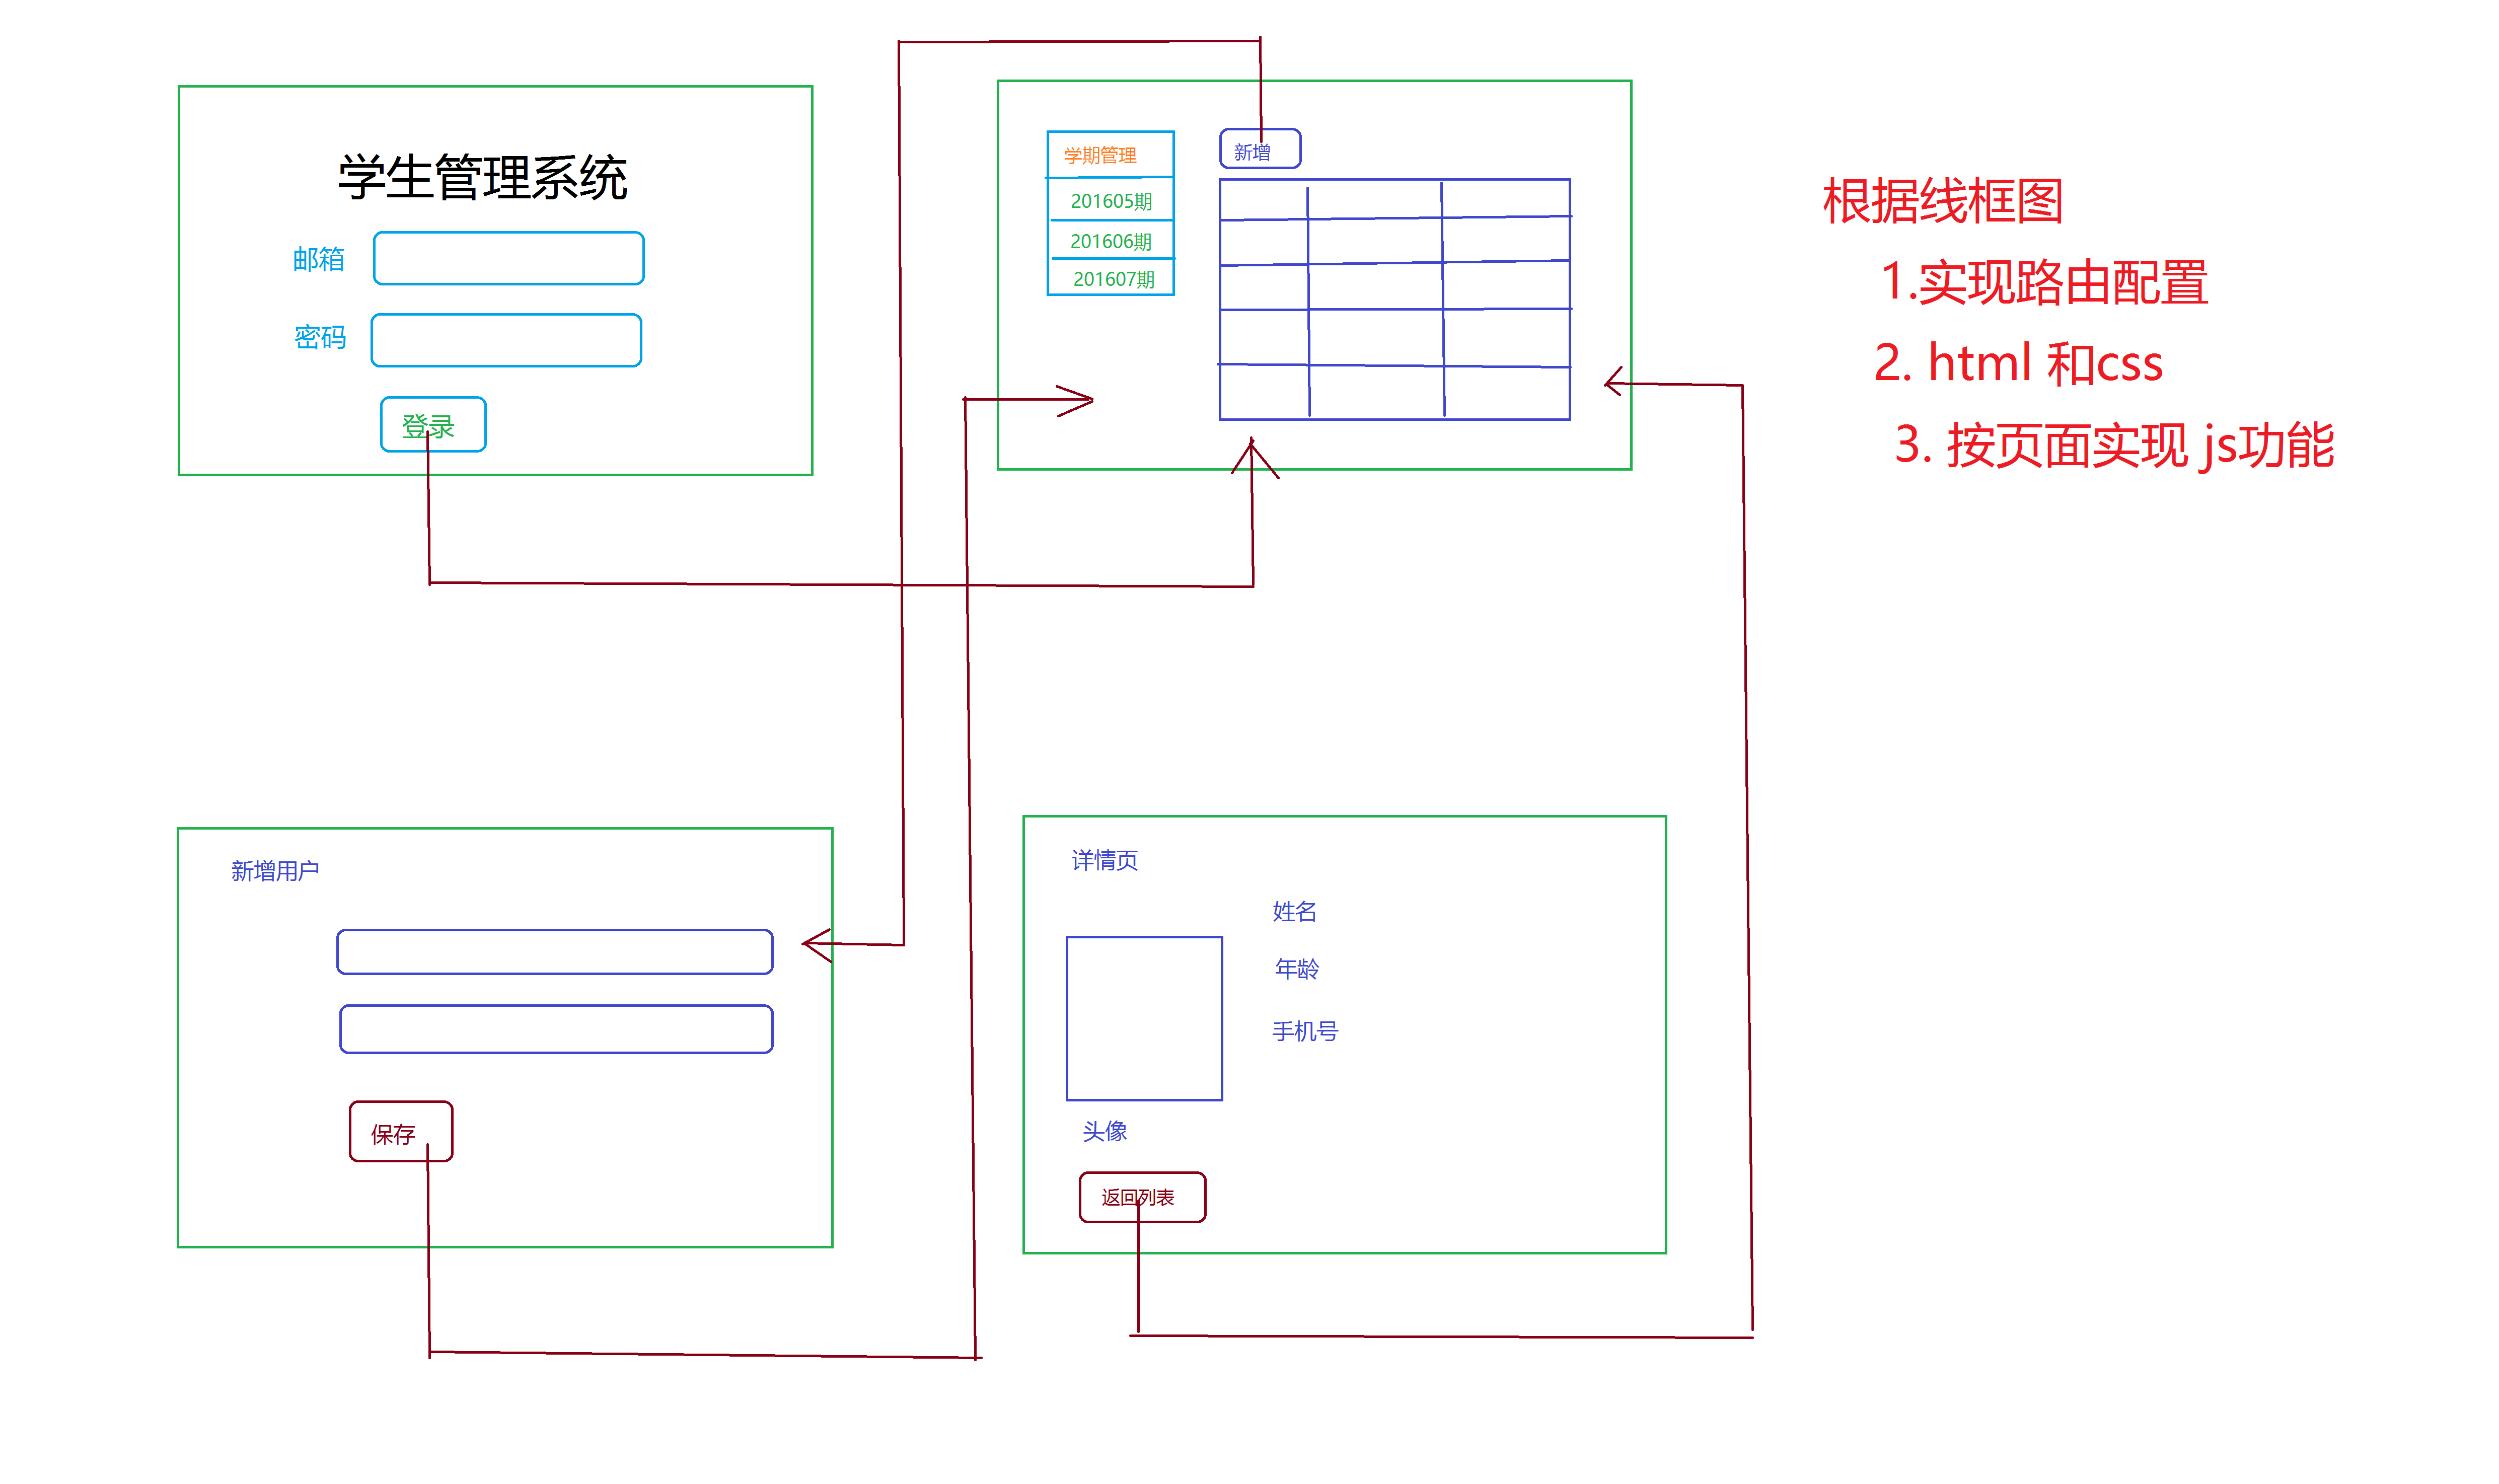 学生管理系统
邮箱
密码
登录
学期管理
201605期
201606期
201607期
新增
根据线框图
1.实现路由配置
2. html 和css
3. 按页面实现 js功能
新增用户
保存
详情页
姓名
年龄
手机号
头像
返回列表